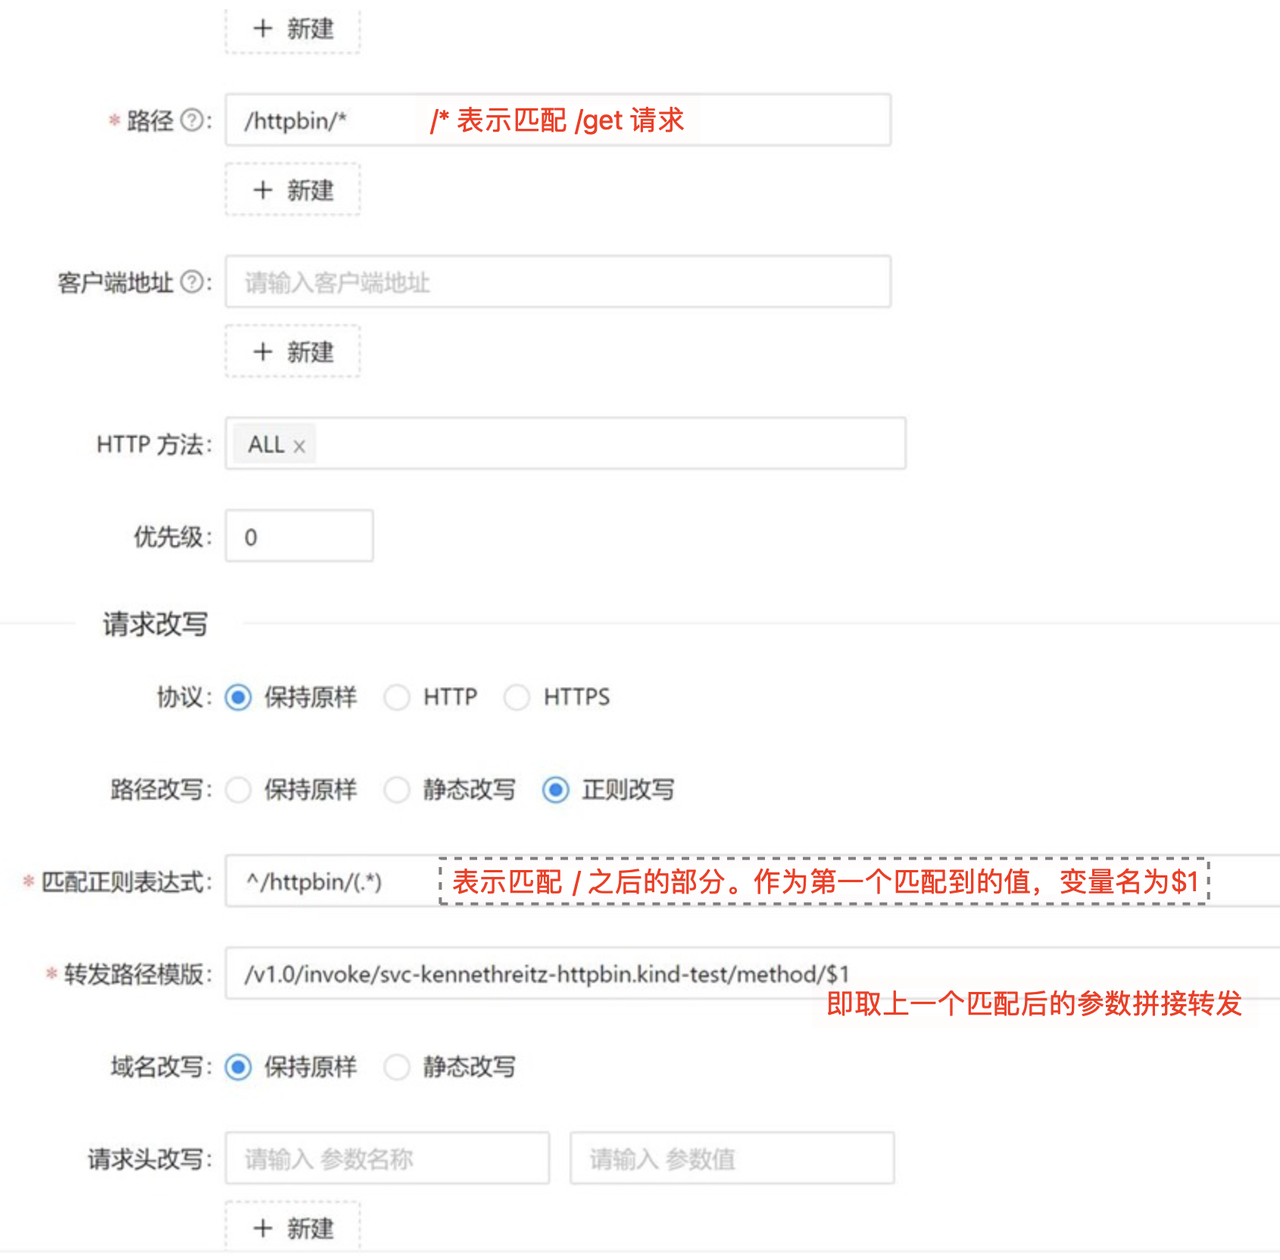 + 新建
* 路径 ? : /httpbin/* /* 表示匹配 /get 请求
+ 新建
客户端地址 ? : 请输入客户端地址
+ 新建
HTTP 方法: ALL x
优先级: 0
请求改写
协议: 保持原样 HTTP HTTPS
路径改写: 保持原样 静态改写 正则改写
* 匹配正则表达式: ^/httpbin/(.*) 表示匹配 / 之后的部分。作为第一个匹配到的值，变量名为$1
* 转发路径模版: /v1.0/invoke/svc-kennethreitz-httpbin.kind-test/method/$1
即取上一个匹配后的参数拼接转发
域名改写: 保持原样 静态改写
请求头改写: 请输入 参数名称 请输入 参数值
+ 新建